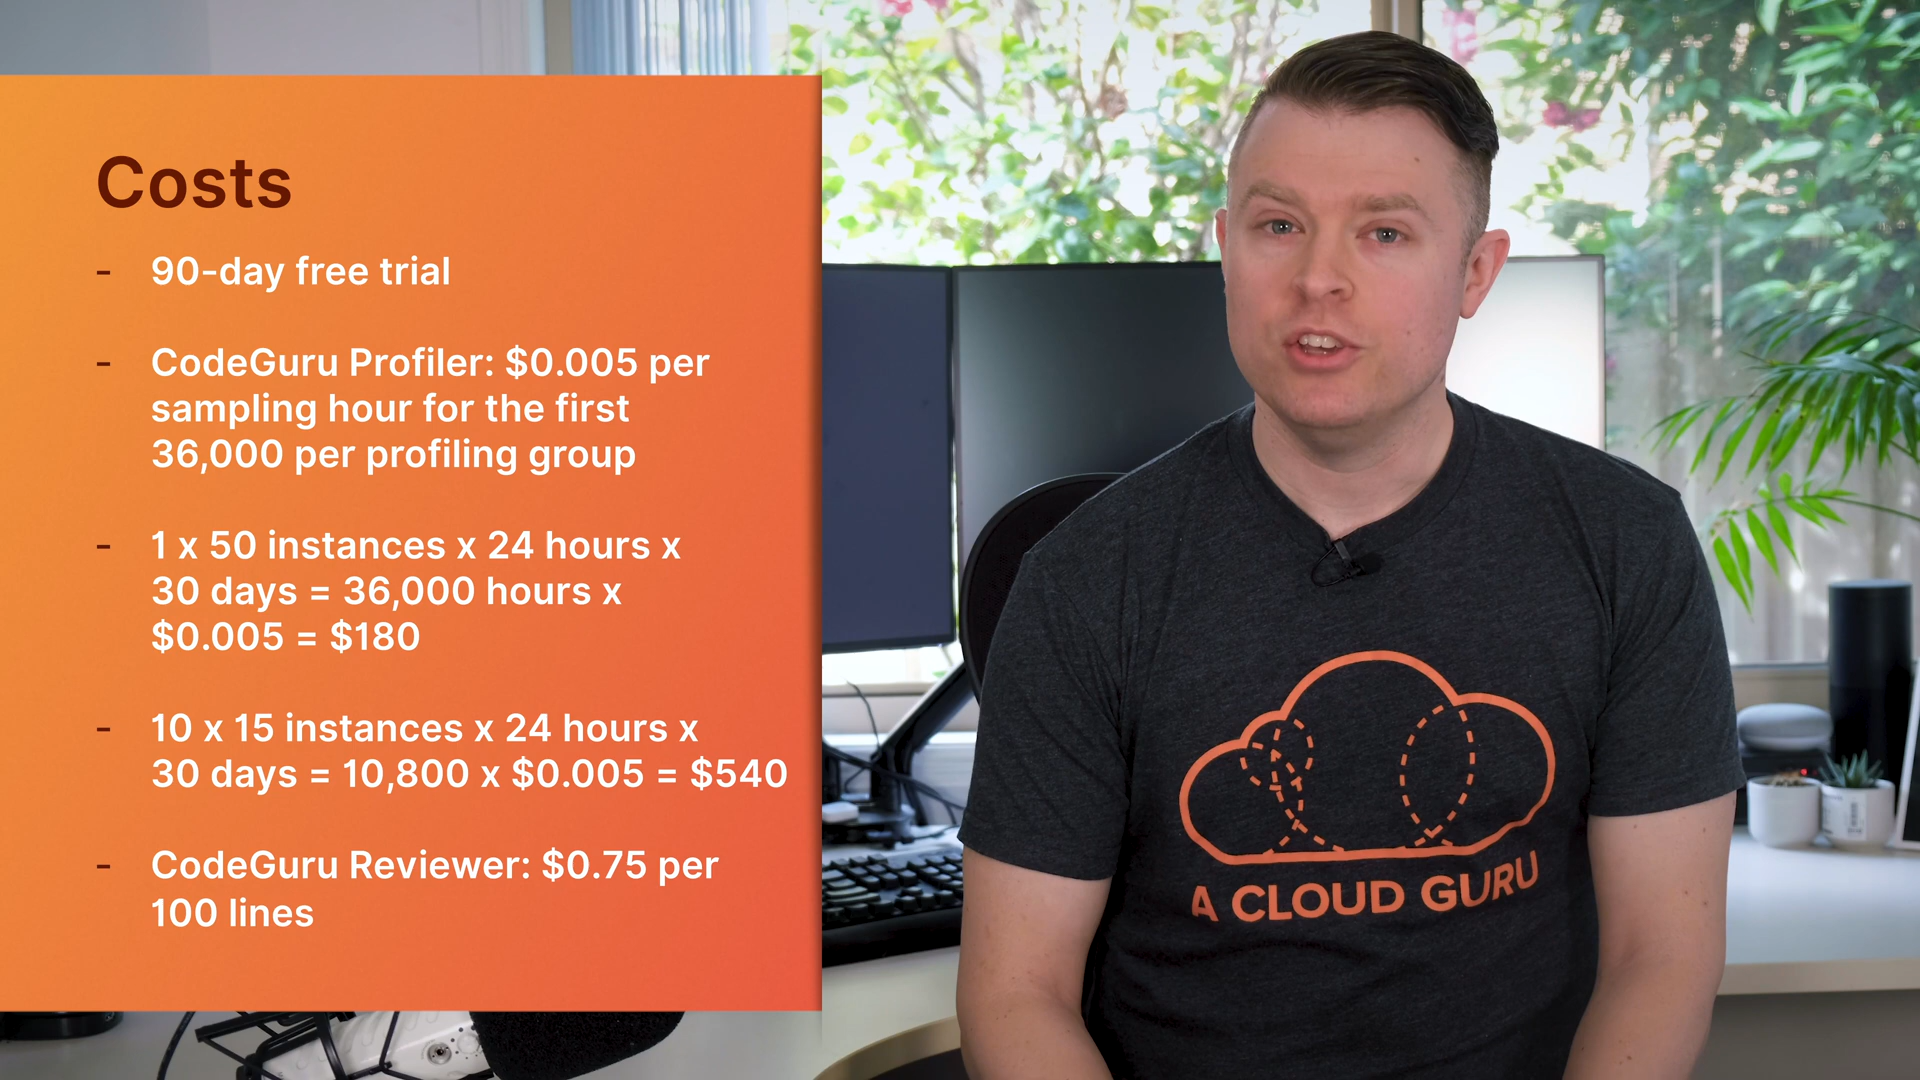 Costs
- 90-day free trial
- CodeGuru Profiler: $0.005 per
sampling hour for the first
36,000 per profiling group
- 1 x 50 instances x 24 hours x
30 days = 36,000 hours x
$0.005 = $180
- 10 x 15 instances x 24 hours x
30 days = 10,800 x $0.005 = $540
- CodeGuru Reviewer: $0.75 per
100 lines
A CLOUD GURU